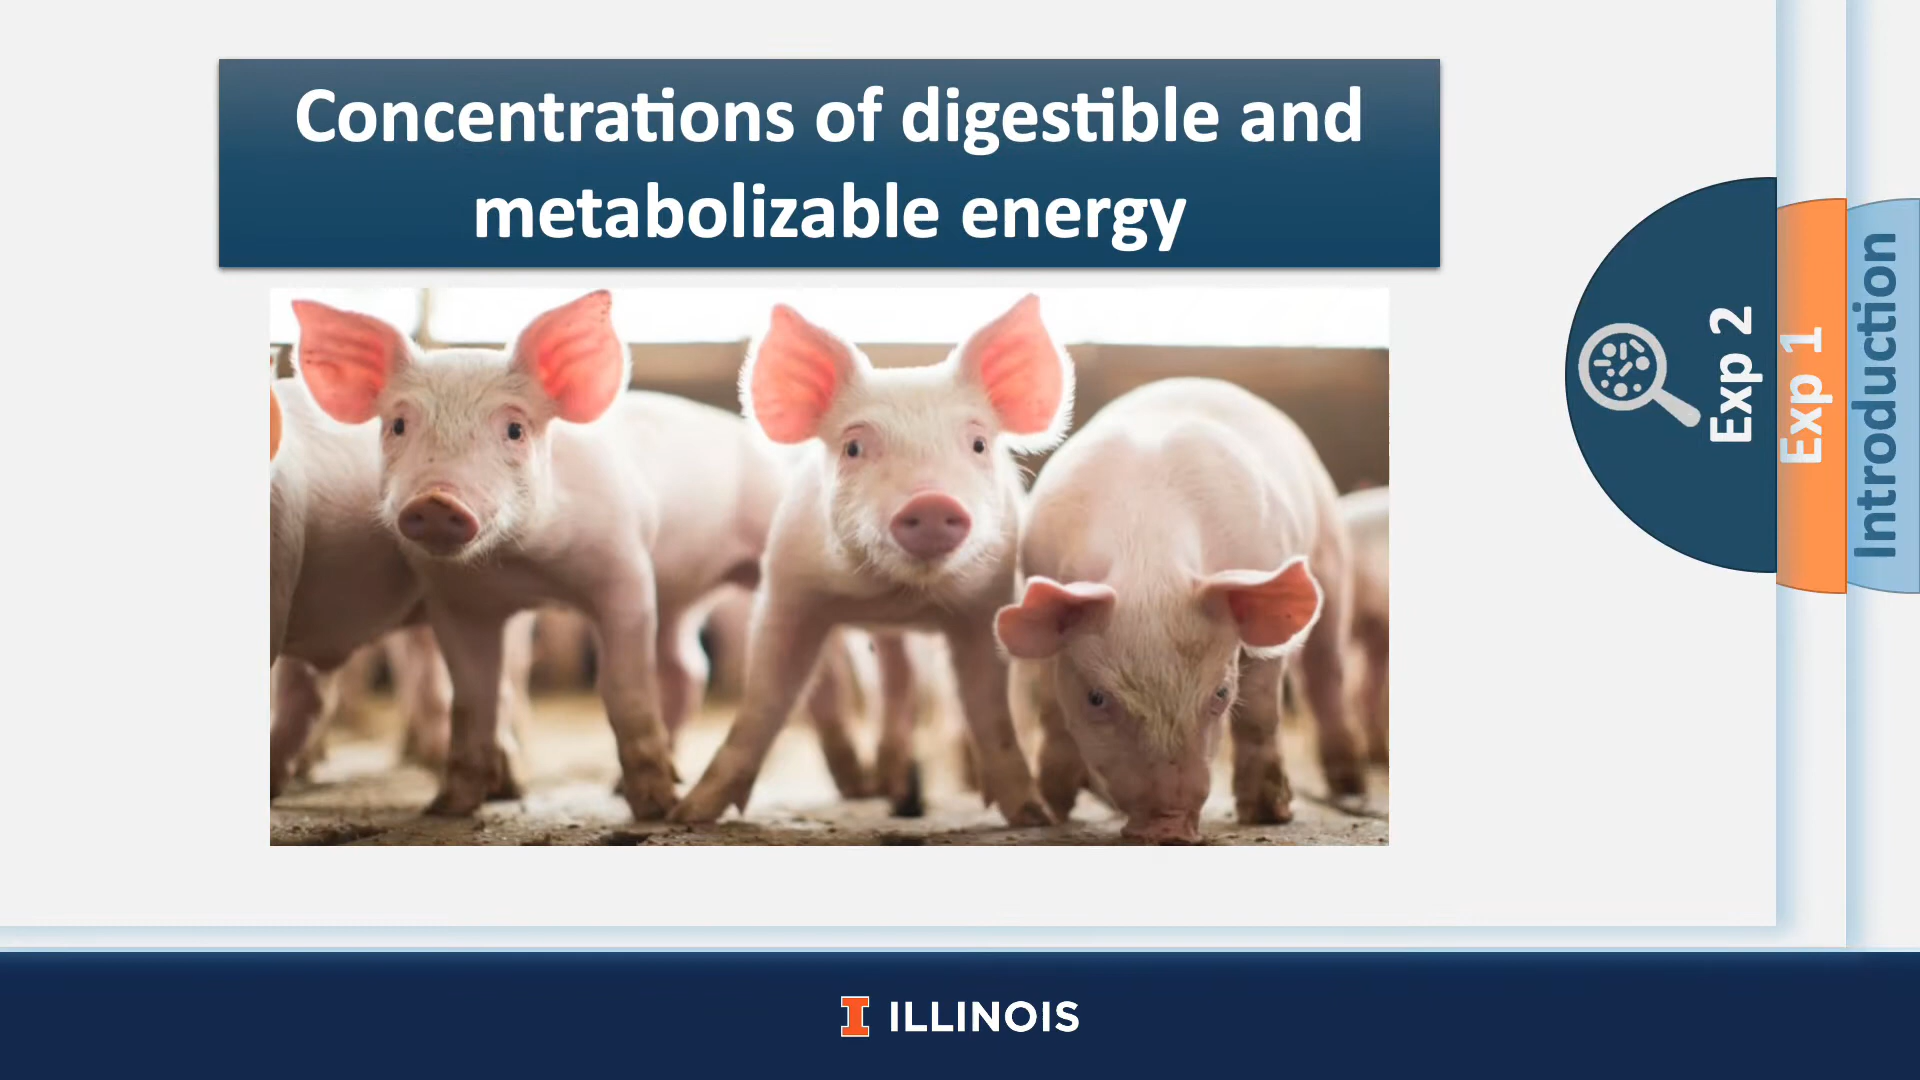 Concentrations of digestible and
metabolizable energy
Exp 2
Exp 1
Introduction
ILLINOIS